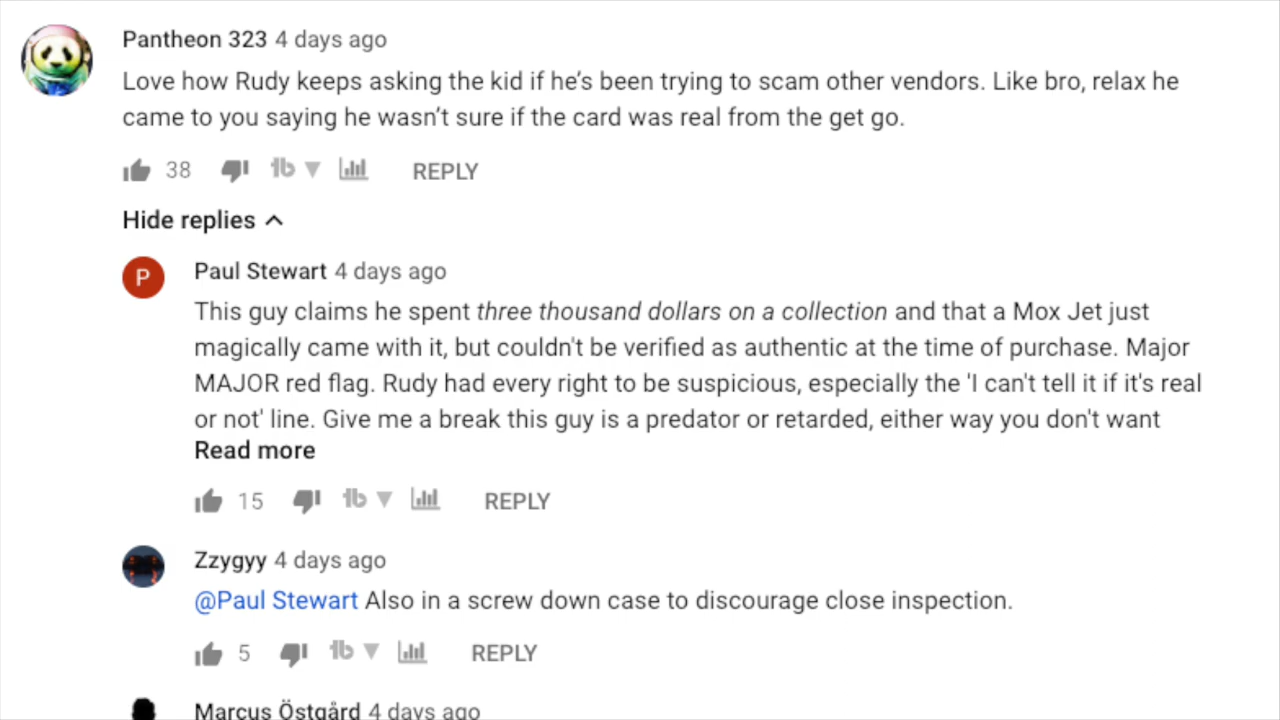 Pantheon 323 4 days ago
Love how Rudy keeps asking the kid if he’s been trying to scam other vendors. Like bro, relax he
came to you saying he wasn’t sure if the card was real from the get go.
38 REPLY
Hide replies
P
Paul Stewart 4 days ago
This guy claims he spent three thousand dollars on a collection and that a Mox Jet just
magically came with it, but couldn't be verified as authentic at the time of purchase. Major
MAJOR red flag. Rudy had every right to be suspicious, especially the 'I can't tell it if it's real
or not' line. Give me a break this guy is a predator or retarded, either way you don't want
Read more
15 REPLY
Zzygyy 4 days ago
@Paul Stewart Also in a screw down case to discourage close inspection.
5 REPLY
Marcus Östgård 4 days ago